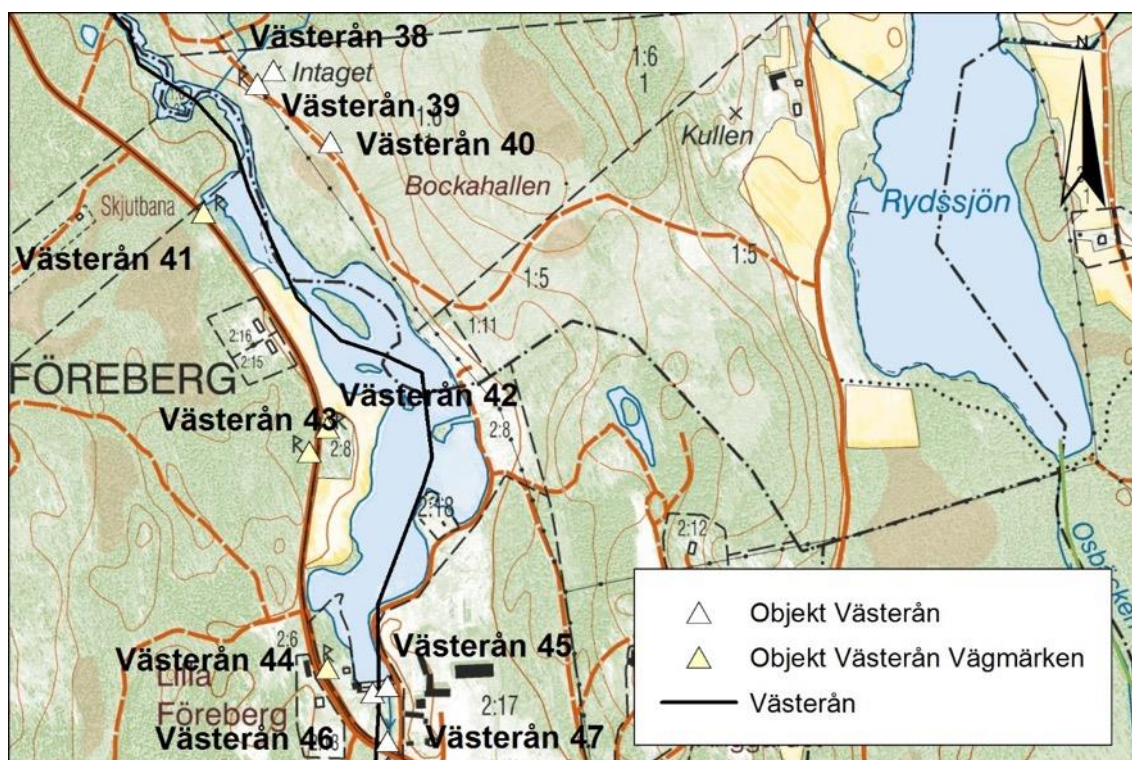 Västerån 38
Intaget
1:6
1
N
Västerån 39
Kullen
Västerån 40
Bockahallen
Rydssjön
Skjutbana
Västerån 41
1:5
1:5
1:11
2:16
2:15
FÖREBERG
Västerån 42
Västerån 43
2:8
2:8
2:18
2:12
Osbäcken
Objekt Västerån
Objekt Västerån Vägmärken
Västerån
2:6
Västerån 44
Västerån 45
Lilla
Föreberg
2:17
Västerån 46
Västerån 47